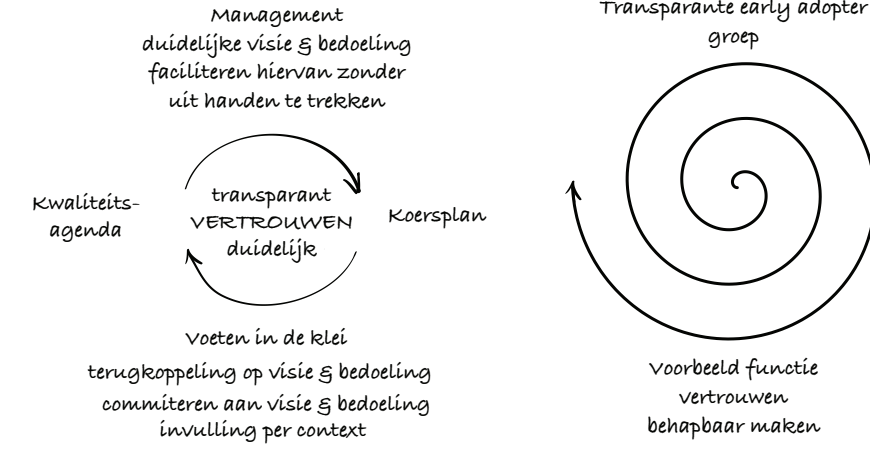 Management
duidelijke visie & bedoeling
faciliteren hiervan zonder
uit handen te trekken
Kwaliteits-
agenda
transparant
VERTROUWEN
duidelijk
Koersplan
Voeten in de klei
terugkoppeling op visie & bedoeling
commiteren aan visie & bedoeling
invulling per context
Transparante early adopter
groep
Voorbeeld functie
vertrouwen
behapbaar maken